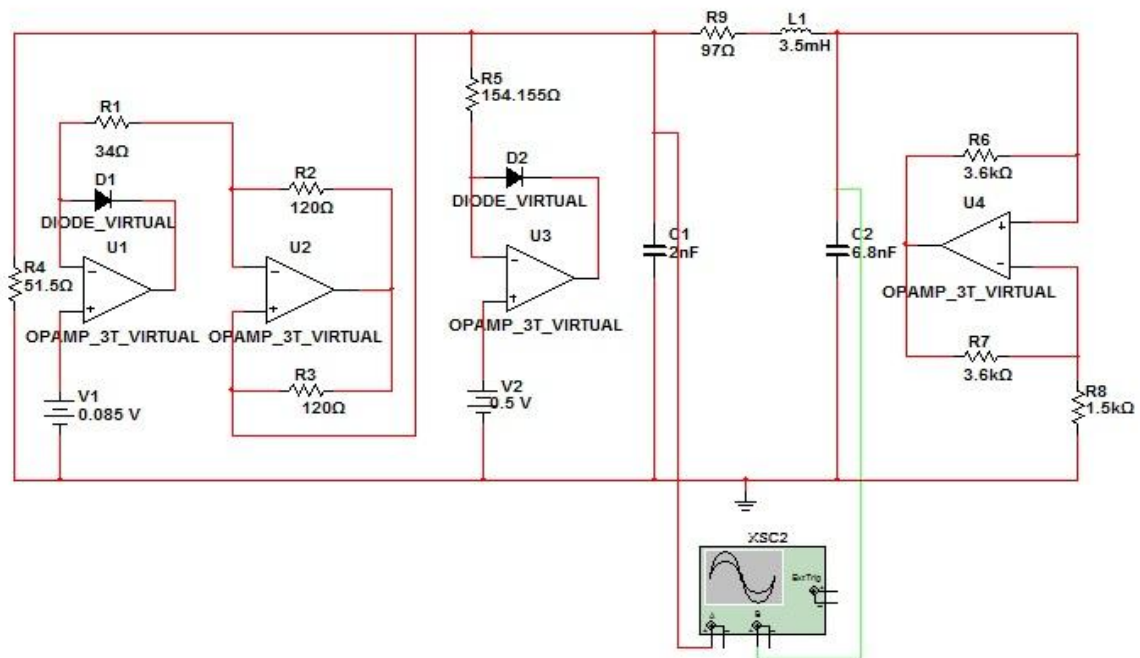 R9
97Ω
L1
3.5mH
R5
154.155Ω
R1
34Ω
D1
DIODE_VIRTUAL
U1
R2
120Ω
U2
D2
DIODE_VIRTUAL
U3
R6
3.6kΩ
U4
R4
51.5Ω
C1
2nF
C2
6.8nF
OPAMP_3T_VIRTUAL
OPAMP_3T_VIRTUAL
OPAMP_3T_VIRTUAL
OPAMP_3T_VIRTUAL
R3
120Ω
R7
3.6kΩ
V1
0.085 V
V2
0.5 V
R8
1.5kΩ
XSC2
Ext Trig
A
B